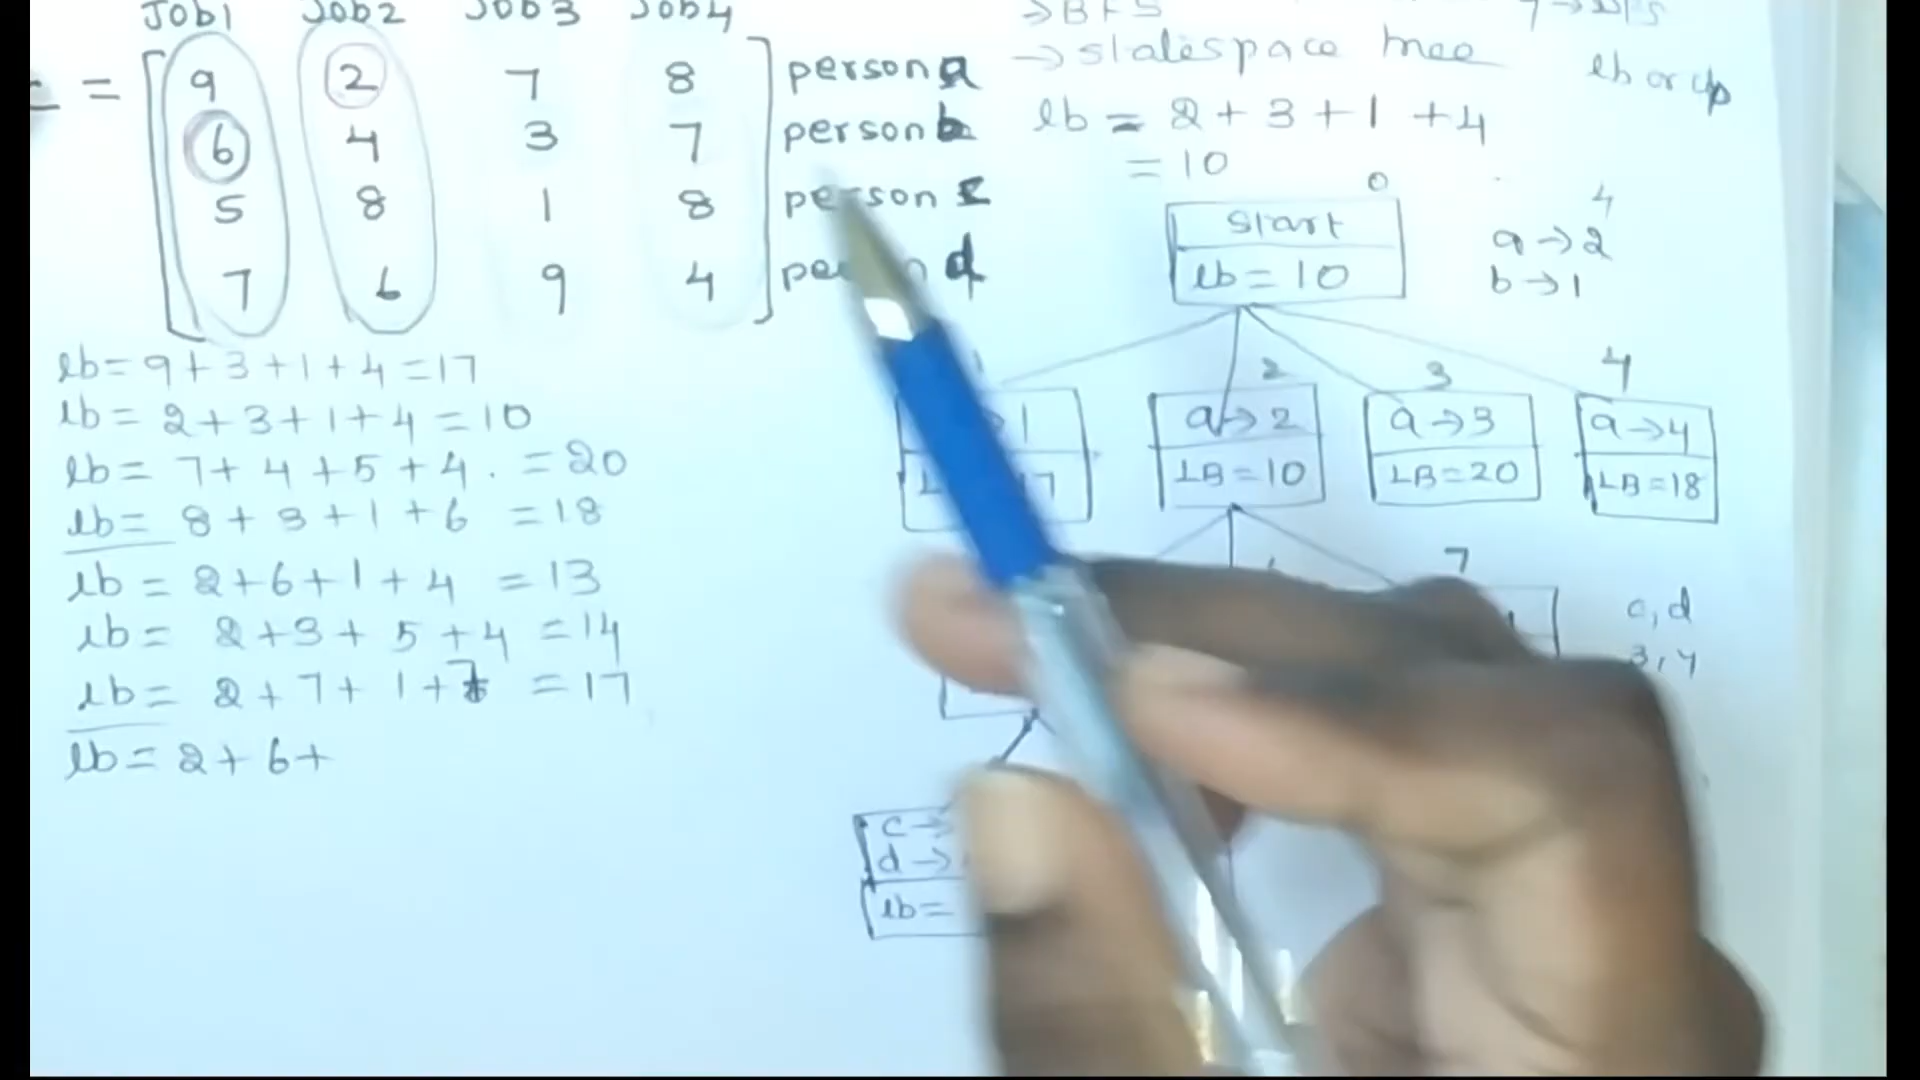 JOB1 JOB2 JOB3 JOB4
= 9 2 7 8 person a
6 4 3 7 person b
5 8 1 8 person c
7 6 9 4 d
lb = 9+3+1+4 = 17
lb = 2+3+1+4 = 10
lb = 7+4+5+4. = 20
lb = 8+3+1+6 = 18
lb = 2+6+1+4 = 13
lb = 2+3+5+4 = 14
lb = 2+7+1+7 = 17
lb = 2+6+
→BFS
→statespace tree
lb or up
lb = 2+3+1+4
= 10
0
start
lb = 10
4
a→2
b→1
2 3 4
1 a→2 a→3 a→4
LB=10 LB=20 LB=18
7
c,d
3,4
c→
d→
lb=